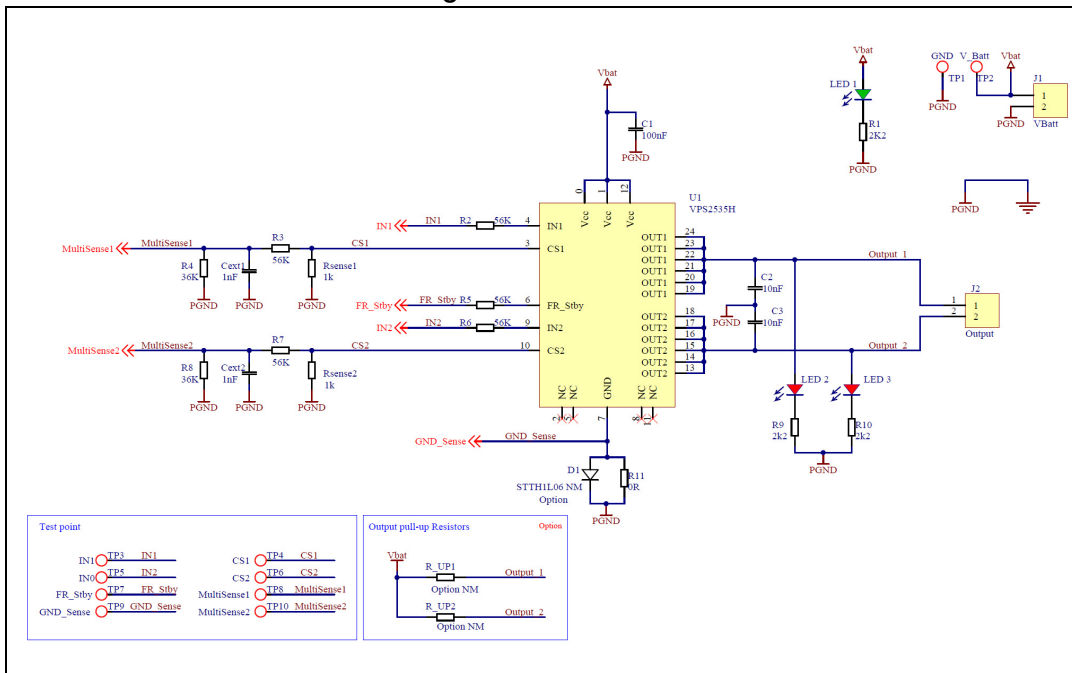 Vbat
C1
100nF
PGND
Vbat
LED 1
R1
2K2
PGND
GND V_Batt
Vbat
TP1 TP2
PGND
J1
1
2
VBatt
PGND
PGND
U1
VPS2535H
0 1 12
Vcc Vcc Vcc
IN1 IN1 R2 56K 4 IN1
MultiSense1 MultiSense1 R3 56K CS1 3 CS1
R4
36K
PGND
Cext1
1nF
PGND
Rsense1
1k
PGND
FR_Stby FR_Stby R5 56K 6 FR_Stby
IN2 IN2 R6 56K 9 IN2
MultiSense2 MultiSense2 R7 56K CS2 10 CS2
R8
36K
PGND
Cext2
1nF
PGND
Rsense2
1k
PGND
OUT1 24
OUT1 23
OUT1 22
OUT1 21
OUT1 20
OUT1 19
OUT2 18
OUT2 17
OUT2 16
OUT2 15
OUT2 14
OUT2 13
NC NC GND NC NC
2 5 7 8 11
Output_1
C2
10nF
PGND
C3
10nF
Output_2
J2
1 1
2 2
Output
LED 2 LED 3
R9
2k2
R10
2k2
PGND
GND_Sense GND_Sense
D1
STTH1L06 NM
Option
R11
0R
PGND
Test point
IN1 TP3 IN1
IN0 TP5 IN2
FR_Stby TP7 FR_Stby
GND_Sense TP9 GND_Sense
CS1 TP4 CS1
CS2 TP6 CS2
MultiSense1 TP8 MultiSense1
MultiSense2 TP10 MultiSense2
Output pull-up Resistors Option
Vbat
R_UP1 Output_1
Option NM
R_UP2 Output_2
Option NM